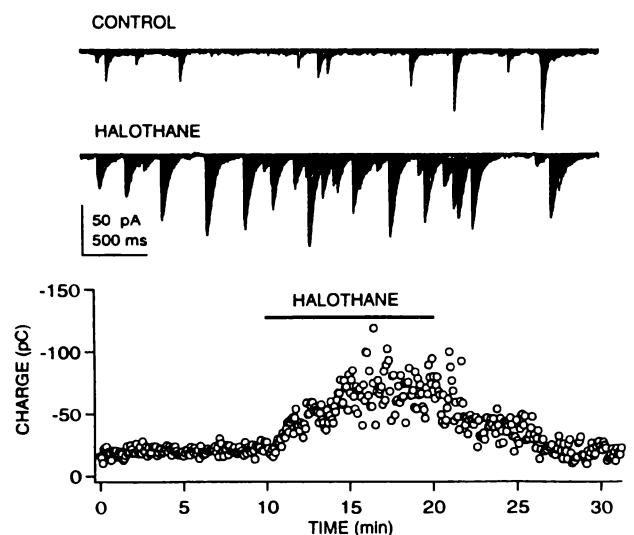 CONTROL
HALOTHANE
50 pA
500 ms
-150
HALOTHANE
-100
-50
0
CHARGE (pC)
0 5 10 15 20 25 30
TIME (min)